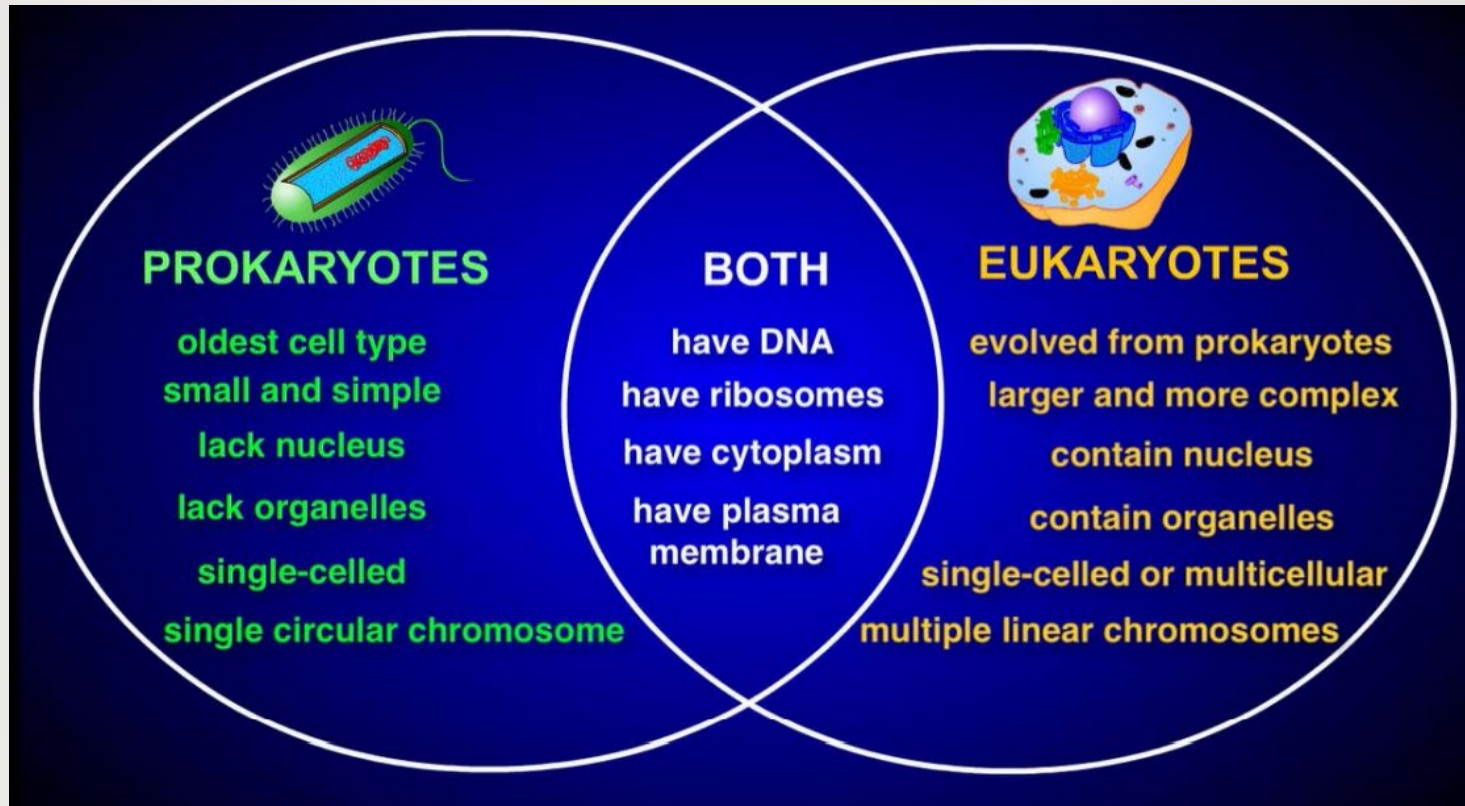 PROKARYOTES
oldest cell type
small and simple
lack nucleus
lack organelles
single-celled
single circular chromosome
BOTH
have DNA
have ribosomes
have cytoplasm
have plasma
membrane
EUKARYOTES
evolved from prokaryotes
larger and more complex
contain nucleus
contain organelles
single-celled or multicellular
multiple linear chromosomes